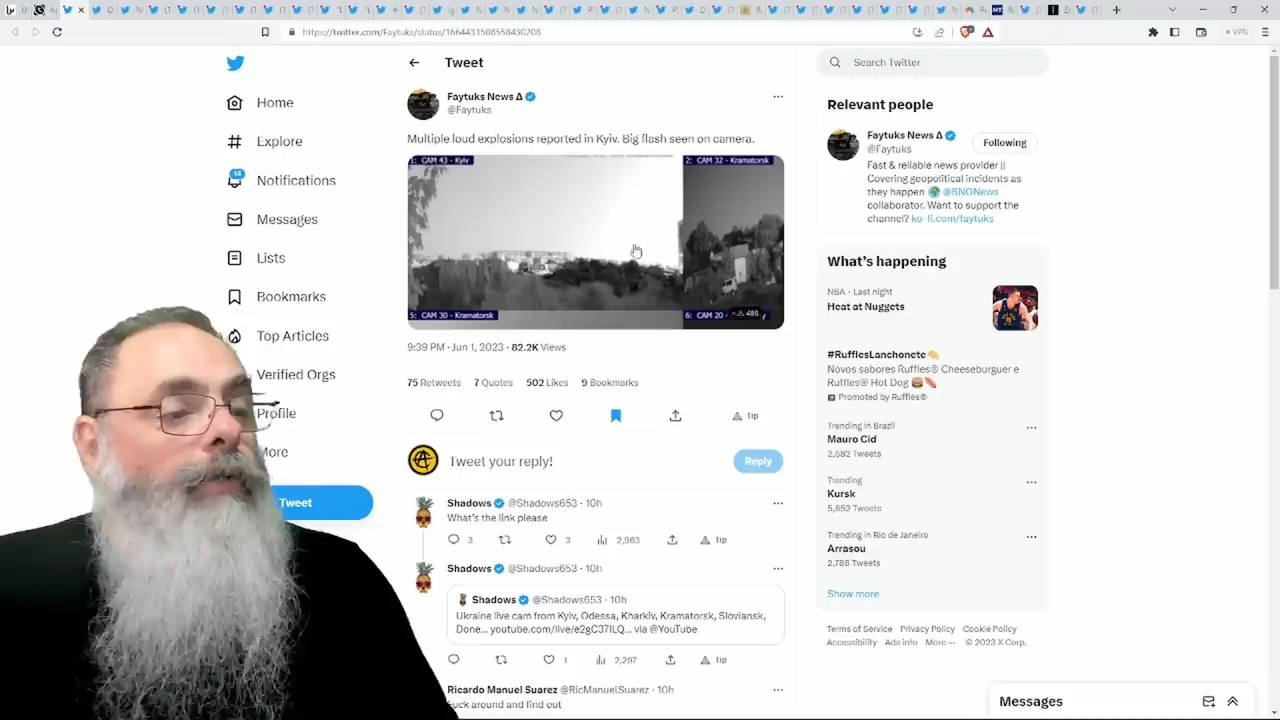 https://twitter.com/Faytuks/status/1664431508558430208
VPN
Home
Explore
14
Notifications
Messages
Lists
Bookmarks
Top Articles
Verified Orgs
Profile
More
Tweet
Tweet
Faytuks News Δ
@Faytuks
Multiple loud explosions reported in Kyiv. Big flash seen on camera.
1: CAM 43 - Kyiv
2: CAM 32 - Kramatorsk
5: CAM 30 - Kramatorsk
6: CAM 20
486
9:39 PM · Jun 1, 2023 · 82.2K Views
75 Retweets 7 Quotes 502 Likes 9 Bookmarks
Tip
Tweet your reply!
Reply
Shadows @Shadows653 · 10h
What's the link please
3 3 2,963 Tip
Shadows @Shadows653 · 10h
Shadows @Shadows653 · 10h
Ukraine live cam from Kyiv, Odessa, Kharkiv, Kramatorsk, Sloviansk,
Done... youtube.com/live/e2gC37ILQ... via @YouTube
1 2,297 Tip
Ricardo Manuel Suarez @RicManuelSuarez · 10h
Fuck around and find out
Search Twitter
Relevant people
Faytuks News Δ
@Faytuks
Following
Fast & reliable news provider ||
Covering geopolitical incidents as
they happen @BNONews
collaborator. Want to support the
channel? ko-fi.com/faytuks
What's happening
NBA · Last night
Heat at Nuggets
#RufflesLanchonete
Novos sabores Ruffles® Cheeseburguer e
Ruffles® Hot Dog
Promoted by Ruffles®
Trending in Brazil
Mauro Cid
2,582 Tweets
Trending
Kursk
5,852 Tweets
Trending in Rio de Janeiro
Arrasou
2,788 Tweets
Show more
Terms of Service Privacy Policy Cookie Policy
Accessibility Ads info More ··· © 2023 X Corp.
Messages